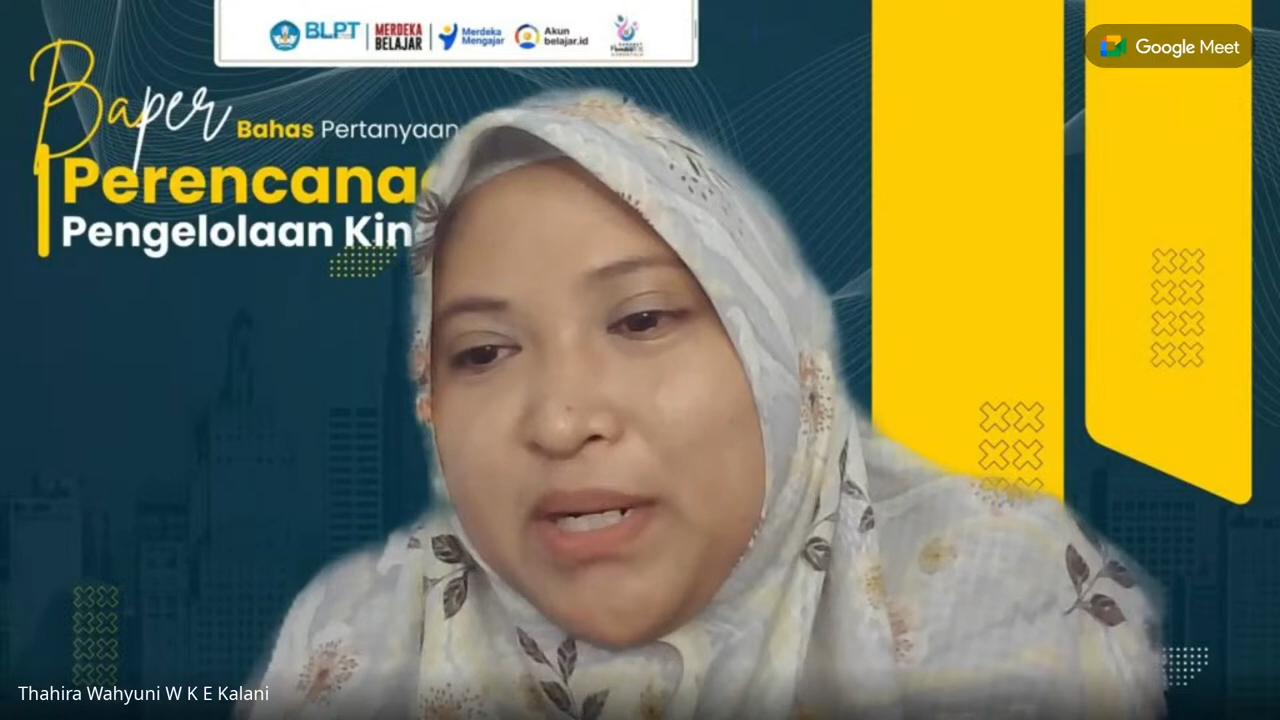 BLPT
MERDEKA
BELAJAR
Merdeka
Mengajar
Akun
belajar.id
Google Meet
Baper
Bahas Pertanyaan
Perencana
Pengelolaan Kin
Thahira Wahyuni W K E Kalani